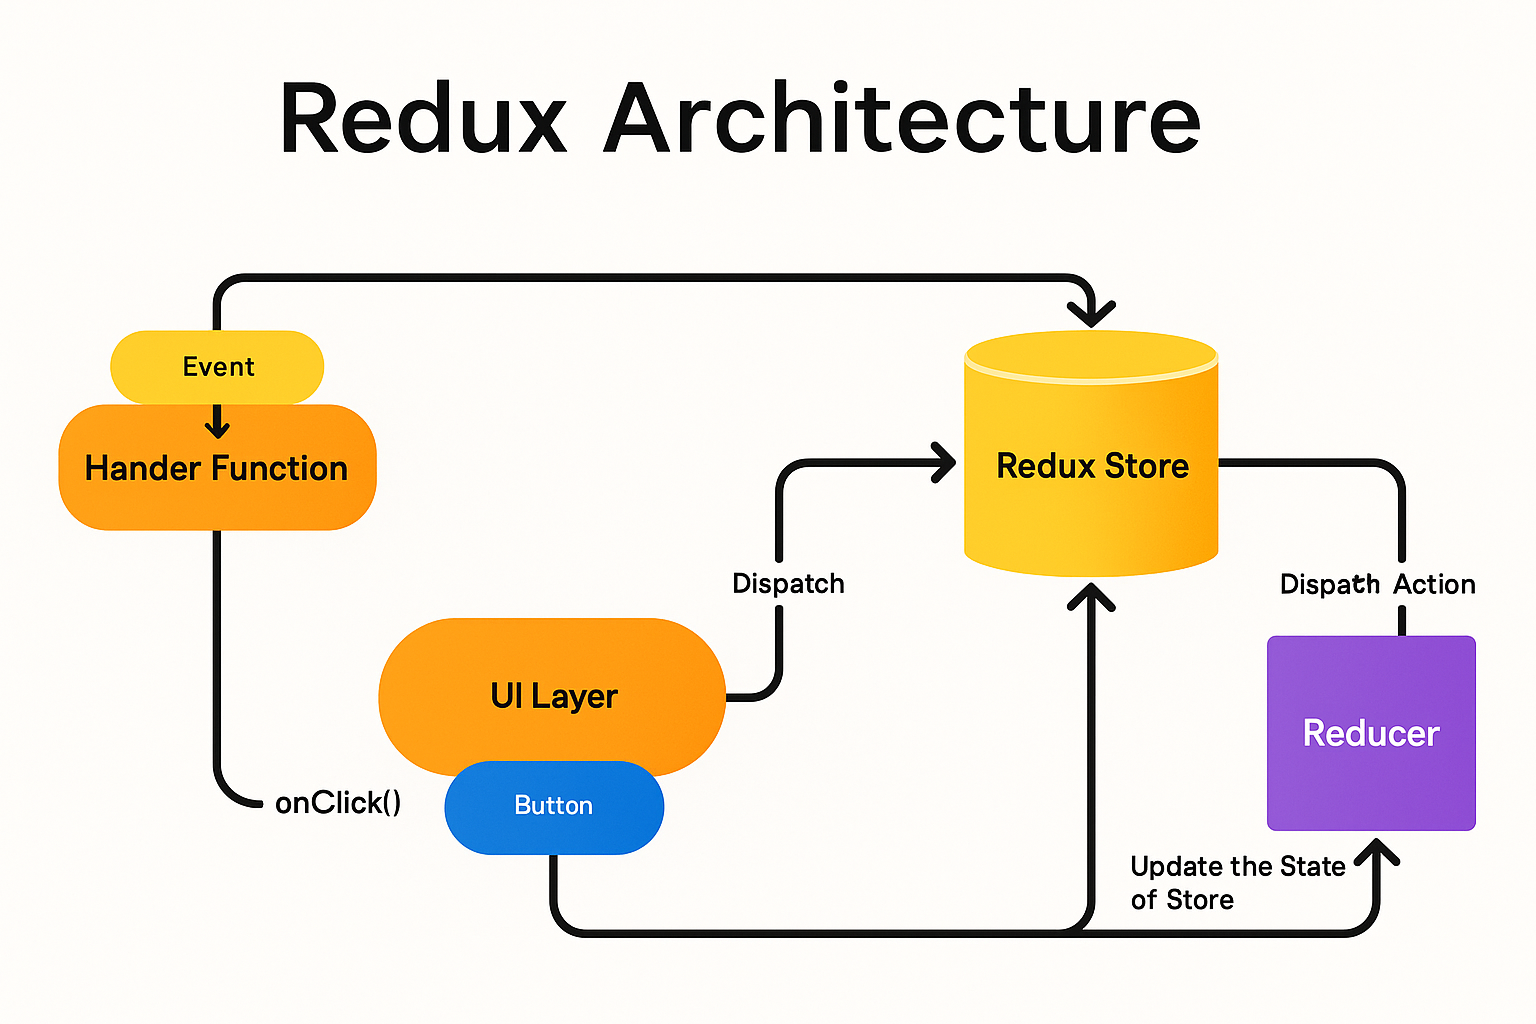 Redux Architecture
Event
Hander Function
Redux Store
Dispatch
Dispath Action
UI Layer
Reducer
onClick()
Button
Update the State
of Store